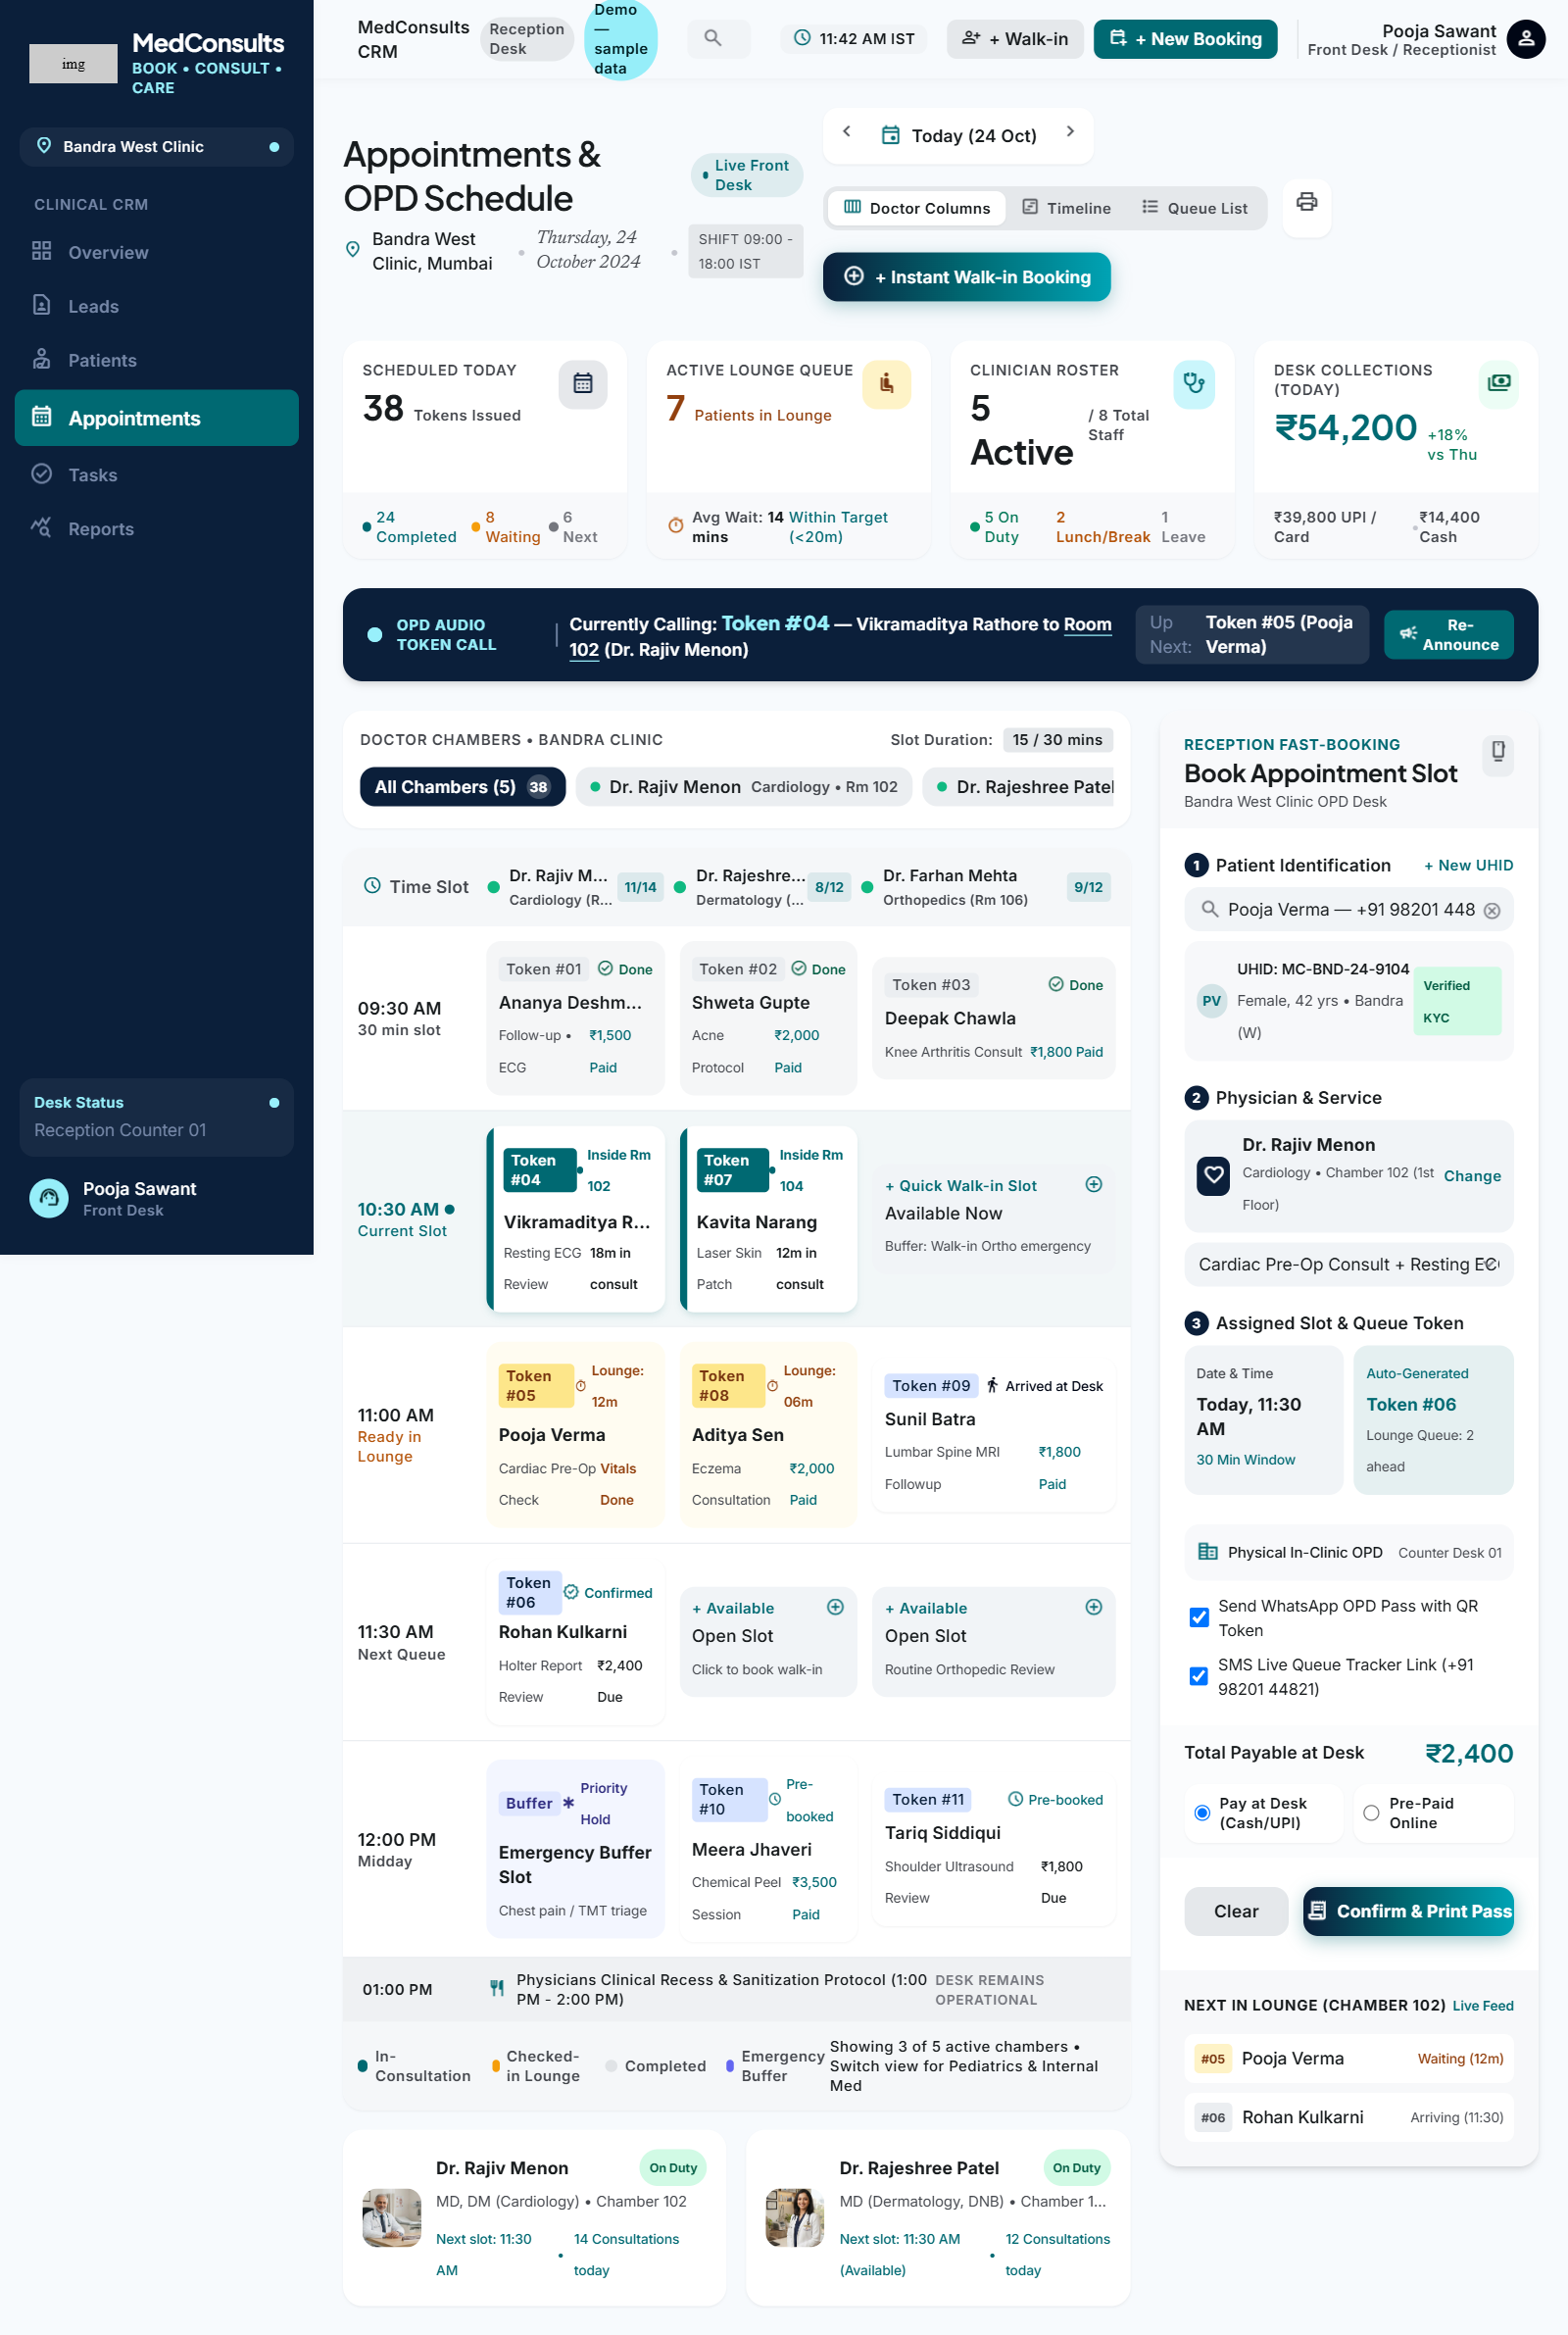 img
MedConsults
BOOK • CONSULT •
CARE
Bandra West Clinic
CLINICAL CRM
Overview
Leads
Patients
Appointments
Tasks
Reports
Desk Status
Reception Counter 01
Pooja Sawant
Front Desk
MedConsults
CRM
Reception
Desk
Demo
—
sample
data
11:42 AM IST
+ Walk-in
+ New Booking
Pooja Sawant
Front Desk / Receptionist
Appointments &
OPD Schedule
Live Front
Desk
Bandra West
Clinic, Mumbai
Thursday, 24
October 2024
SHIFT 09:00 -
18:00 IST
Today (24 Oct)
Doctor Columns
Timeline
Queue List
+ Instant Walk-in Booking
SCHEDULED TODAY
38 Tokens Issued
24
Completed
8
Waiting
6
Next
ACTIVE LOUNGE QUEUE
7 Patients in Lounge
Avg Wait: 14
mins
Within Target
(<20m)
CLINICIAN ROSTER
5
Active
/ 8 Total
Staff
5 On
Duty
2
Lunch/Break
1
Leave
DESK COLLECTIONS
(TODAY)
₹54,200
+18%
vs Thu
₹39,800 UPI /
Card
₹14,400
Cash
OPD AUDIO
TOKEN CALL
Currently Calling: Token #04 — Vikramaditya Rathore to Room
102 (Dr. Rajiv Menon)
Up
Next:
Token #05 (Pooja
Verma)
Re-
Announce
DOCTOR CHAMBERS • BANDRA CLINIC
Slot Duration: 15 / 30 mins
All Chambers (5) 38
Dr. Rajiv Menon Cardiology • Rm 102
Dr. Rajeshree Patel
Time Slot
Dr. Rajiv M...
Cardiology (R...
11/14
Dr. Rajeshre...
Dermatology (...
8/12
Dr. Farhan Mehta
Orthopedics (Rm 106)
9/12
09:30 AM
30 min slot
Token #01
Done
Ananya Deshm...
Follow-up •
ECG
₹1,500
Paid
Token #02
Done
Shweta Gupte
Acne
Protocol
₹2,000
Paid
Token #03
Done
Deepak Chawla
Knee Arthritis Consult
₹1,800 Paid
10:30 AM
Current Slot
Token
#04
Inside Rm
102
Vikramaditya R...
Resting ECG
Review
18m in
consult
Token
#07
Inside Rm
104
Kavita Narang
Laser Skin
Patch
12m in
consult
+ Quick Walk-in Slot
Available Now
Buffer: Walk-in Ortho emergency
11:00 AM
Ready in
Lounge
Token
#05
Lounge:
12m
Pooja Verma
Cardiac Pre-Op
Check
Vitals
Done
Token
#08
Lounge:
06m
Aditya Sen
Eczema
Consultation
₹2,000
Paid
Token #09
Arrived at Desk
Sunil Batra
Lumbar Spine MRI
Followup
₹1,800
Paid
11:30 AM
Next Queue
Token
#06
Confirmed
Rohan Kulkarni
Holter Report
Review
₹2,400
Due
+ Available
Open Slot
Click to book walk-in
+ Available
Open Slot
Routine Orthopedic Review
12:00 PM
Midday
Buffer
Priority
Hold
Emergency Buffer
Slot
Chest pain / TMT triage
Token
#10
Pre-
booked
Meera Jhaveri
Chemical Peel
Session
₹3,500
Paid
Token #11
Pre-booked
Tariq Siddiqui
Shoulder Ultrasound
Review
₹1,800
Due
01:00 PM
Physicians Clinical Recess & Sanitization Protocol (1:00
PM - 2:00 PM)
DESK REMAINS
OPERATIONAL
In-
Consultation
Checked-
in Lounge
Completed
Emergency
Buffer
Showing 3 of 5 active chambers •
Switch view for Pediatrics & Internal
Med
Dr. Rajiv Menon
On Duty
MD, DM (Cardiology) • Chamber 102
Next slot: 11:30
AM
•
14 Consultations
today
Dr. Rajeshree Patel
On Duty
MD (Dermatology, DNB) • Chamber 1...
Next slot: 11:30 AM
(Available)
•
12 Consultations
today
RECEPTION FAST-BOOKING
Book Appointment Slot
Bandra West Clinic OPD Desk
1 Patient Identification
+ New UHID
Pooja Verma — +91 98201 448
PV
UHID: MC-BND-24-9104
Female, 42 yrs • Bandra
(W)
Verified
KYC
2 Physician & Service
Dr. Rajiv Menon
Cardiology • Chamber 102 (1st
Floor)
Change
Cardiac Pre-Op Consult + Resting EC
3 Assigned Slot & Queue Token
Date & Time
Today, 11:30
AM
30 Min Window
Auto-Generated
Token #06
Lounge Queue: 2
ahead
Physical In-Clinic OPD
Counter Desk 01
Send WhatsApp OPD Pass with QR
Token
SMS Live Queue Tracker Link (+91
98201 44821)
Total Payable at Desk
₹2,400
Pay at Desk
(Cash/UPI)
Pre-Paid
Online
Clear
Confirm & Print Pass
NEXT IN LOUNGE (CHAMBER 102)
Live Feed
#05 Pooja Verma
Waiting (12m)
#06 Rohan Kulkarni
Arriving (11:30)